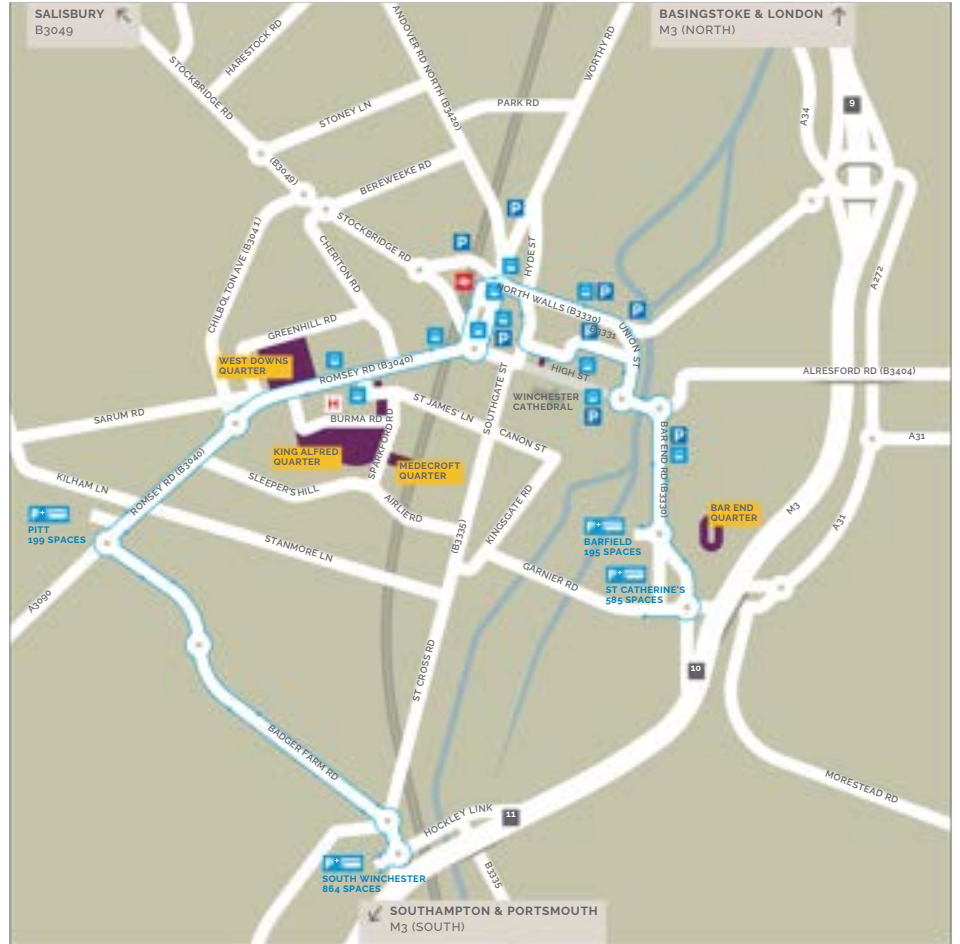 SALISBURY
B3049
BASINGSTOKE & LONDON
M3 (NORTH)
HARESTOCK RD
STOCKBRIDGE RD
ANDOVER RD NORTH (B3420)
WORTHY RD
STONEY LN
PARK RD
A34
9
(B3049)
BEREWEEKE RD
P
STOCKBRIDGE RD
CHERITON RD
CHILBOLTON AVE (B3041)
P
HYDE ST
A272
NORTH WALLS (B3330)
P
P
GREENHILL RD
P
P
B3331
UNION ST
WEST DOWNS
QUARTER
ROMSEY RD (B3040)
HIGH ST
ALRESFORD RD (B3404)
SARUM RD
H
BURMA RD
ST JAMES' LN
SOUTHGATE ST
WINCHESTER
CATHEDRAL
P
CANON ST
BAR END RD (B3330)
P
A31
KING ALFRED
QUARTER
SPARKFORD RD
MEDECROFT
QUARTER
ROMSEY RD (B3040)
SLEEPERS HILL
KILHAM LN
AIRLIE RD
KINGSGATE RD
PITT
199 SPACES
(B3335)
BARFIELD
195 SPACES
BAR END
QUARTER
M3
A31
STANMORE LN
GARNIER RD
ST CATHERINE'S
585 SPACES
A3090
ST CROSS RD
10
BADGER FARM RD
MORESTEAD RD
HOCKLEY LINK
11
SOUTH WINCHESTER
864 SPACES
B3335
SOUTHAMPTON & PORTSMOUTH
M3 (SOUTH)